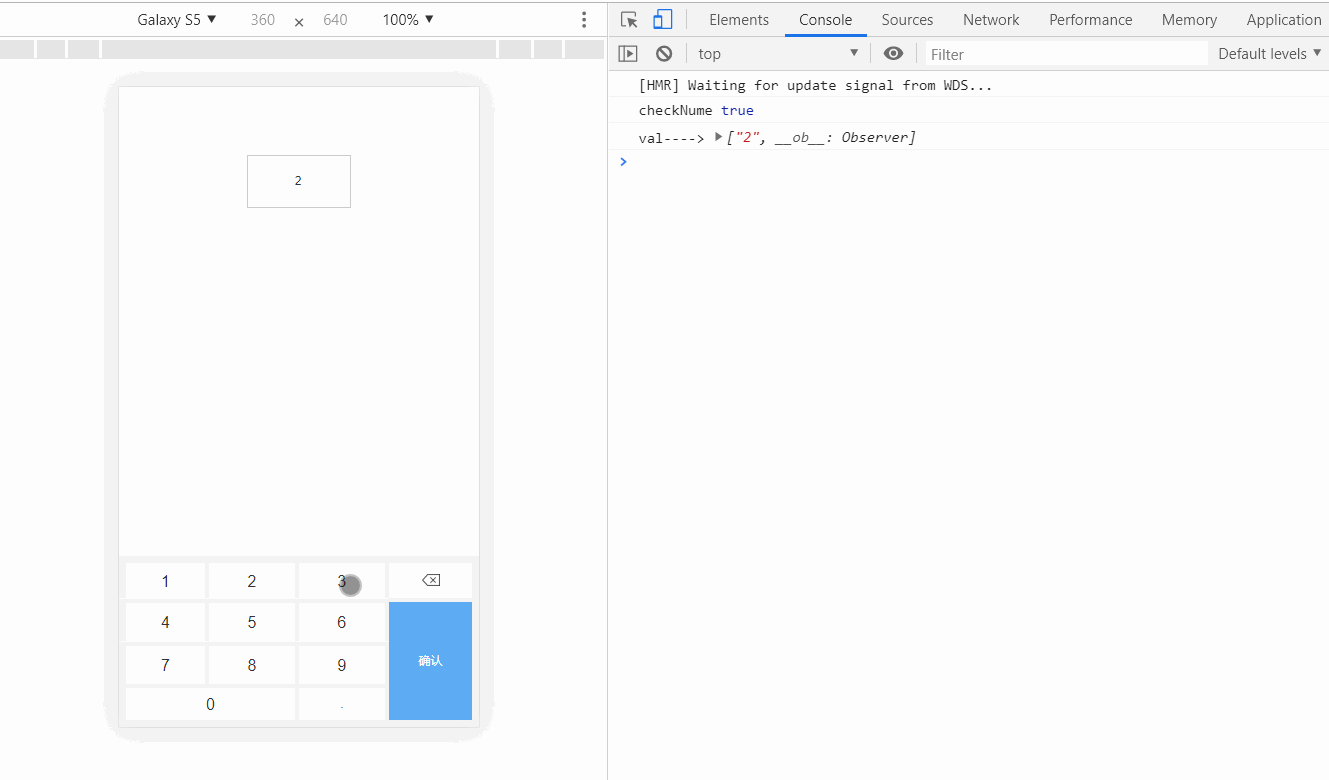 Galaxy S5 ▼ 360 × 640 100% ▼
Elements Console Sources Network Performance Memory Application
top ▼ Filter Default levels ▼
[HMR] Waiting for update signal from WDS...
checkNume true
val----> ▶["2", __ob__: Observer]
>
2
1 2 3
4 5 6
确认
7 8 9
0 .